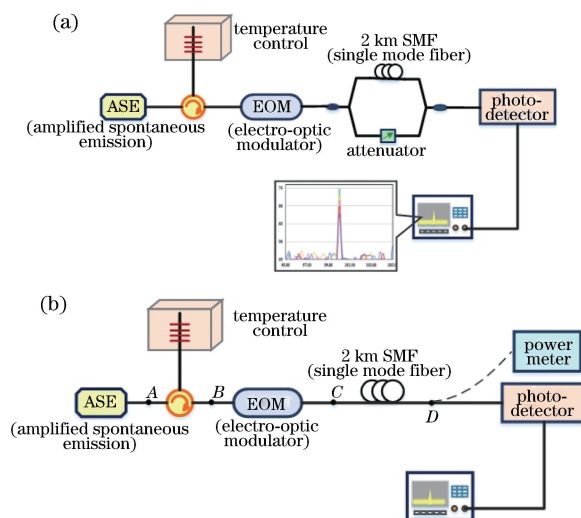 (a)
temperature
control
2 km SMF
(single mode fiber)
ASE
EOM
photo-
detector
(amplified spontaneous
emission)
(electro-optic
modulator)
attenuator
(b)
temperature
control
power
meter
2 km SMF
(single mode fiber)
A
B
C
ASE
EOM
D
photo-
detector
(amplified spontaneous
emission)
(electro-optic
modulator)